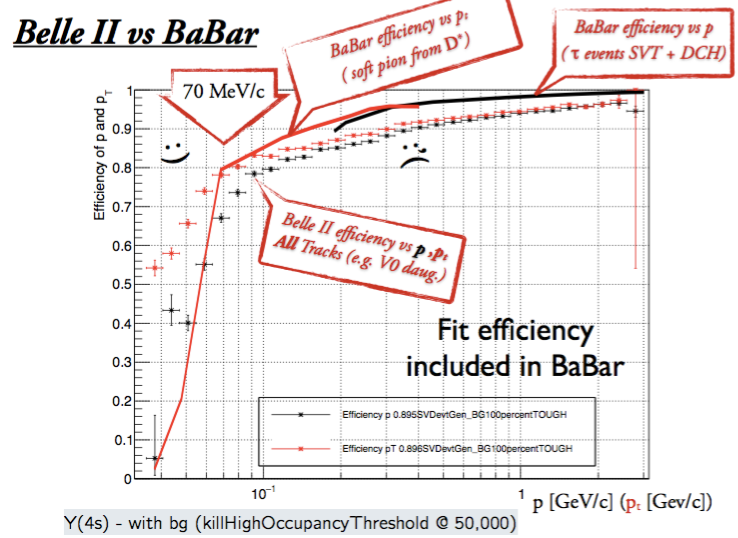 Belle II vs BaBar
BaBar efficiency vs pₜ
( soft pion from D*)
BaBar efficiency vs p
(τ events SVT + DCH)
70 MeV/c
Efficiency of p and p_T
1
0.9
0.8
0.7
0.6
0.5
0.4
0.3
0.2
0.1
0
:)
:(
Belle II efficiency vs p ,pₜ
All Tracks (e.g. V0 daug.)
Fit efficiency
included in BaBar
Efficiency p 0.895SVDevtGen_BG100percentTOUGH
Efficiency pT 0.896SVDevtGen_BG100percentTOUGH
10⁻¹
1
p [GeV/c] (pₜ [Gev/c])
Y(4s) - with bg (killHighOccupancyThreshold @ 50,000)